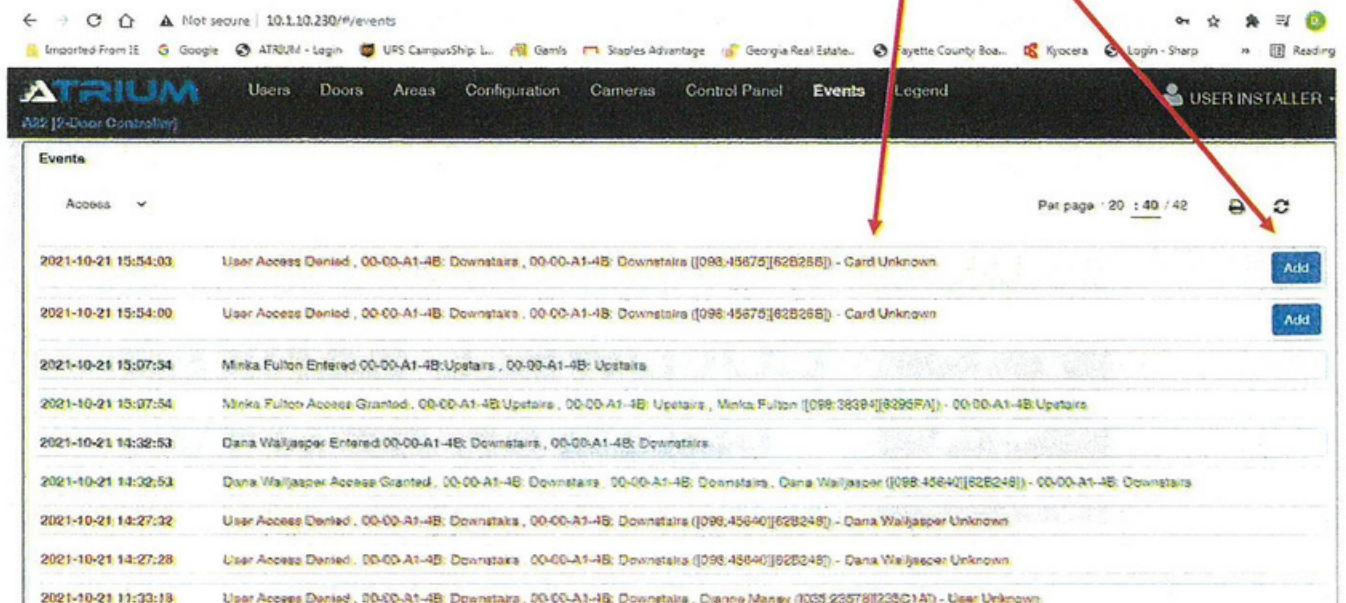 Not secure | 10.1.10.230/#/events
Imported From IE Google ATRIUM - Login UPS CampusShip: L... Gamls Staples Advantage Georgia Real Estate... Fayette County Boa... Kyocera Login - Sharp » Reading
ATRIUM Users Doors Areas Configuration Cameras Control Panel Events Legend USER INSTALLER
A22 [2-Door Controller]
Events
Access Per page : 20 : 40 / 42
2021-10-21 15:54:03 User Access Denied , 00-00-A1-4B: Downstairs , 00-00-A1-4B: Downstairs ([098:45675][62B26B]) - Card Unknown Add
2021-10-21 15:54:00 User Access Denied , 00-00-A1-4B: Downstairs , 00-00-A1-4B: Downstairs ([098:45675][62B26B]) - Card Unknown Add
2021-10-21 15:07:54 Minka Fulton Entered 00-00-A1-4B:Upstairs , 00-00-A1-4B: Upstairs
2021-10-21 15:07:54 Minka Fulton Access Granted , 00-00-A1-4B:Upstairs , 00-00-A1-4B: Upstairs , Minka Fulton ([098:38394][6295FA]) - 00-00-A1-4B:Upstairs
2021-10-21 14:32:53 Dana Walljasper Entered 00-00-A1-4B: Downstairs , 00-00-A1-4B: Downstairs
2021-10-21 14:32:53 Dana Walljasper Access Granted , 00-00-A1-4B: Downstairs , 00-00-A1-4B: Downstairs , Dana Walljasper ([098:45640][62B248]) - 00-00-A1-4B: Downstairs
2021-10-21 14:27:32 User Access Denied , 00-00-A1-4B: Downstairs , 00-00-A1-4B: Downstairs ([098:45640][62B248]) - Dana Walljasper Unknown
2021-10-21 14:27:28 User Access Denied , 00-00-A1-4B: Downstairs , 00-00-A1-4B: Downstairs ([098:45640][62B248]) - Dana Walljasper Unknown
2021-10-21 11:33:18 User Access Denied , 00-00-A1-4B: Downstairs , 00-00-A1-4B: Downstairs , Dianne Maney ([035:23578][235C1A]) - User Unknown